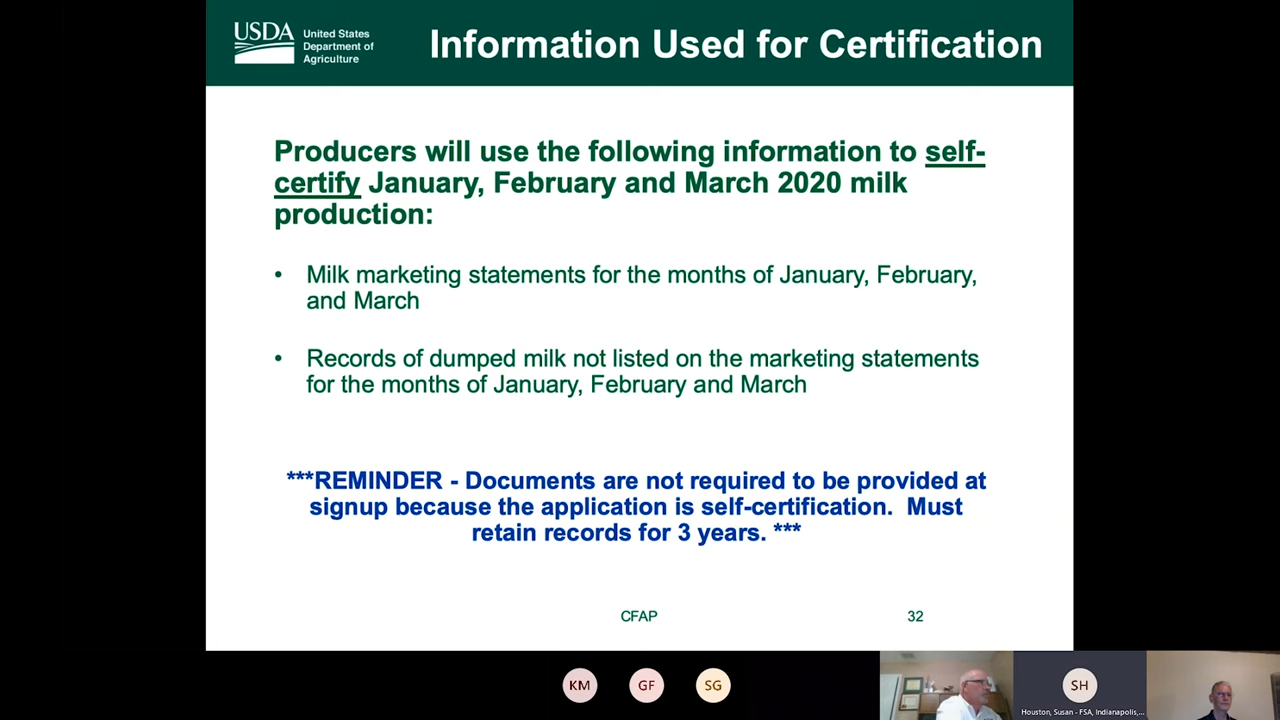 USDA
United States
Department of
Agriculture
Information Used for Certification
Producers will use the following information to self-
certify January, February and March 2020 milk
production:
• Milk marketing statements for the months of January, February,
and March
• Records of dumped milk not listed on the marketing statements
for the months of January, February and March
***REMINDER - Documents are not required to be provided at
signup because the application is self-certification. Must
retain records for 3 years. ***
CFAP
32
KM
GF
SG
SH
Houston, Susan - FSA, Indianapolis,...